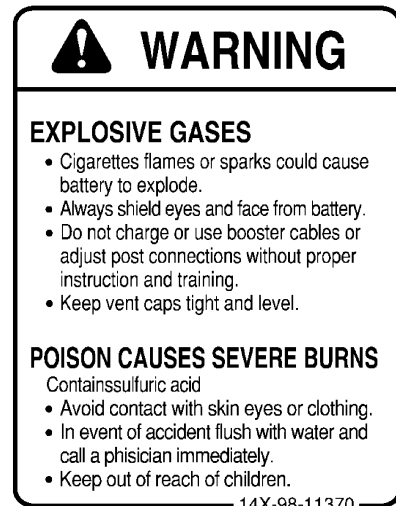 WARNING
EXPLOSIVE GASES
• Cigarettes flames or sparks could cause
battery to explode.
• Always shield eyes and face from battery.
• Do not charge or use booster cables or
adjust post connections without proper
instruction and training.
• Keep vent caps tight and level.
POISON CAUSES SEVERE BURNS
Containssulfuric acid
• Avoid contact with skin eyes or clothing.
• In event of accident flush with water and
call a phisician immediately.
• Keep out of reach of children.
14X-98-11370